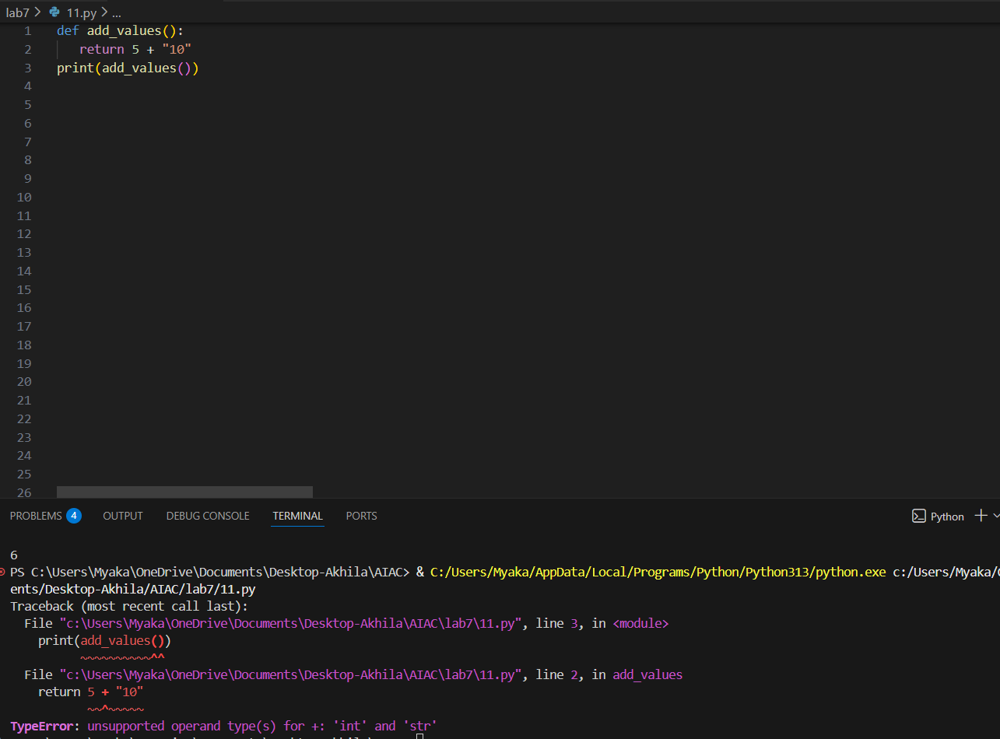 lab7 > 11.py > ...
1 def add_values():
2    return 5 + "10"
3 print(add_values())
4
5
6
7
8
9
10
11
12
13
14
15
16
17
18
19
20
21
22
23
24
25
26
PROBLEMS 4 OUTPUT DEBUG CONSOLE TERMINAL PORTS Python
6
PS C:\Users\Myaka\OneDrive\Documents\Desktop-Akhila\AIAC> & C:/Users/Myaka/AppData/Local/Programs/Python/Python313/python.exe c:/Users/Myaka/
ents/Desktop-Akhila/AIAC/lab7/11.py
Traceback (most recent call last):
  File "c:\Users\Myaka\OneDrive\Documents\Desktop-Akhila\AIAC\lab7\11.py", line 3, in <module>
    print(add_values())
          ~~~~~~~~~~^^
  File "c:\Users\Myaka\OneDrive\Documents\Desktop-Akhila\AIAC\lab7\11.py", line 2, in add_values
    return 5 + "10"
           ~~^~~~~~
TypeError: unsupported operand type(s) for +: 'int' and 'str'